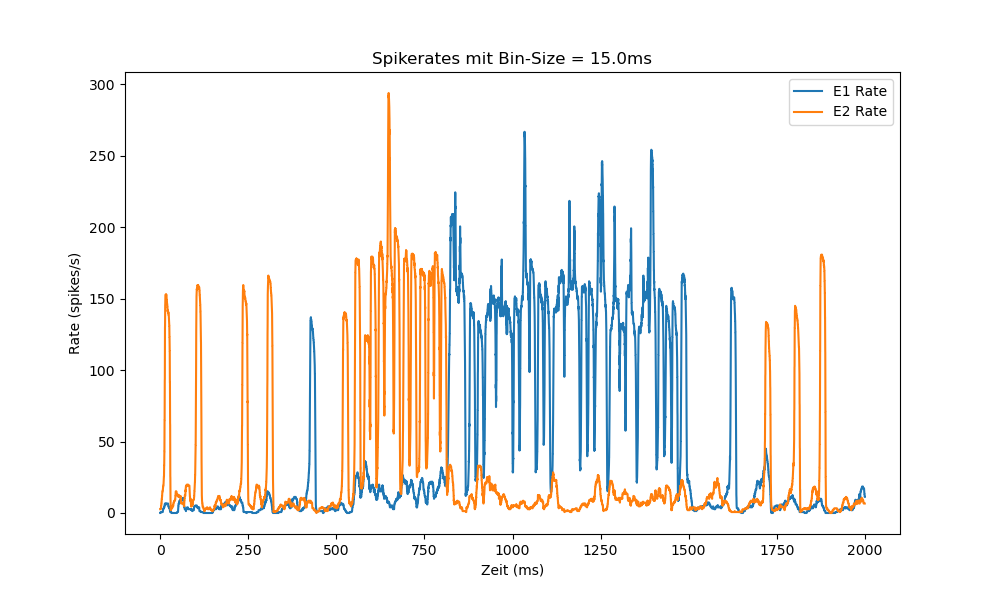 Spikerates mit Bin-Size = 15.0ms
E1 Rate
E2 Rate
300
250
200
150
100
50
0
Rate (spikes/s)
0 250 500 750 1000 1250 1500 1750 2000
Zeit (ms)